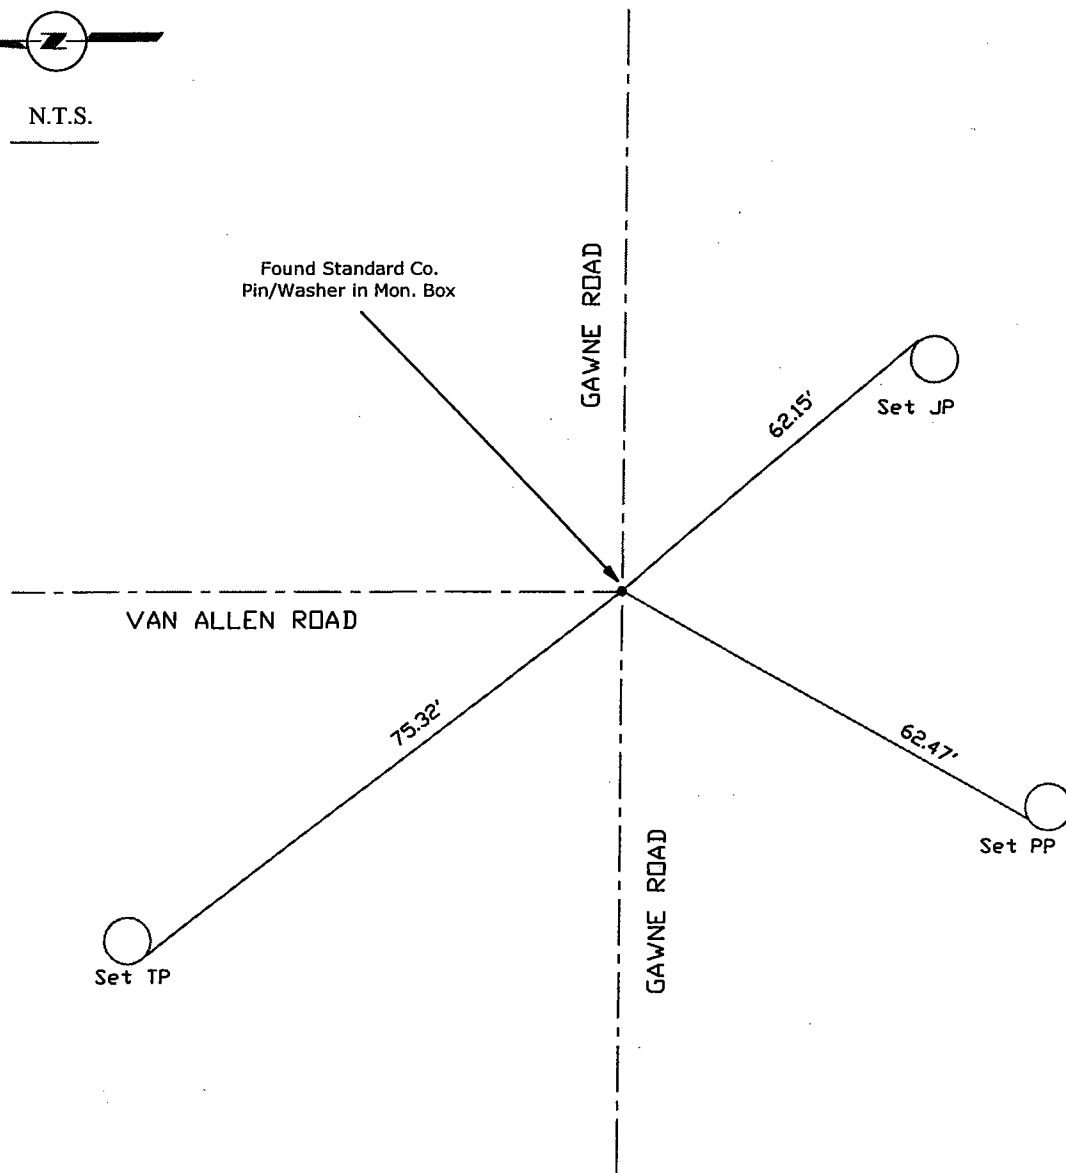 N
N.T.S.
Found Standard Co.
Pin/Washer in Mon. Box
GAWNE ROAD
62.15'
Set JP
VAN ALLEN ROAD
75.32'
62.47'
Set PP
GAWNE ROAD
Set TP